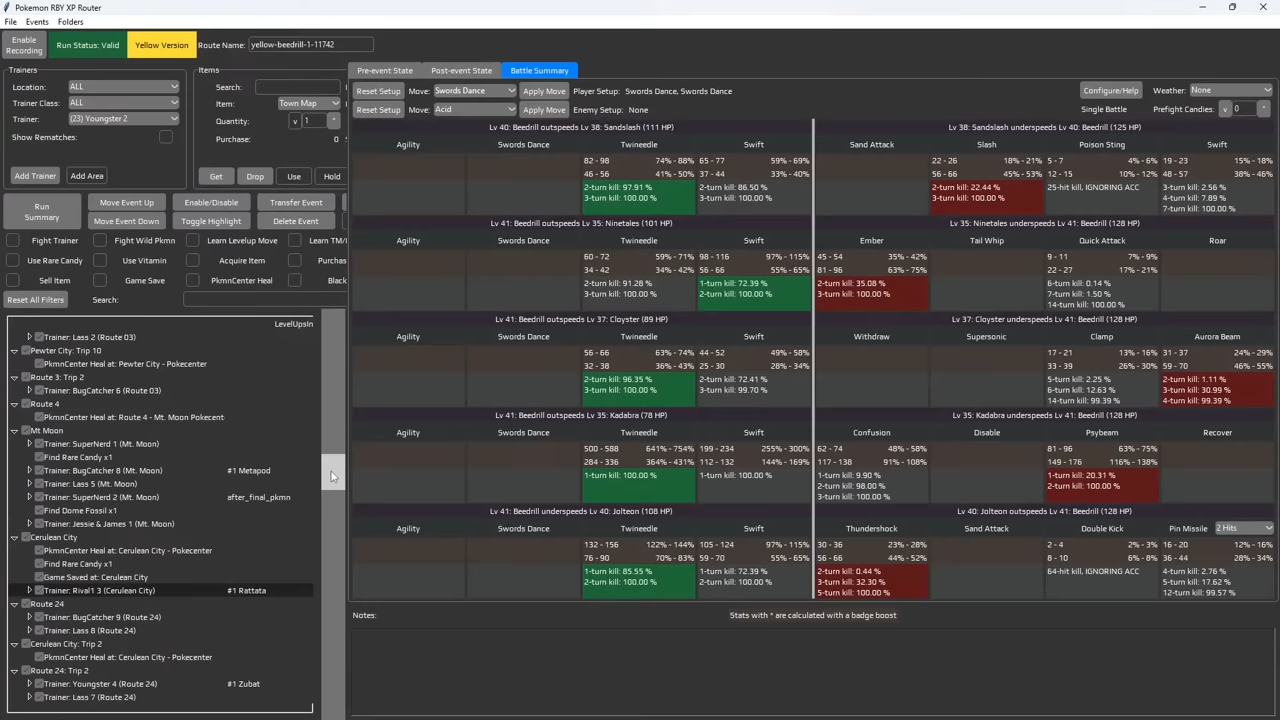 Pokemon RBY XP Router
File Events Folders
Enable Recording Run Status: Valid Yellow Version Route Name: yellow-beedrill-1-11742
Trainers
Location: ALL
Trainer Class: ALL
Trainer: (23) Youngster 2
Show Rematches:
Add Trainer Add Area
Items
Search:
Item: Town Map
Quantity: v 1 ^
Purchase: 0
Get Drop Use Hold
Run Summary
Move Event Up Enable/Disable Transfer Event
Move Event Down Toggle Highlight Delete Event
Fight Trainer Fight Wild Pkmn Learn Levelup Move Learn TM/
Use Rare Candy Use Vitamin Acquire Item Purchas
Sell Item Game Save PkmnCenter Heal Black
Reset All Filters Search:
LevelUpsIn
Trainer: Lass 2 (Route 03)
Pewter City: Trip 10
PkmnCenter Heal at: Pewter City - Pokecenter
Route 3: Trip 2
Trainer: BugCatcher 6 (Route 03)
Route 4
PkmnCenter Heal at: Route 4 - Mt. Moon Pokecent
Mt Moon
Trainer: SuperNerd 1 (Mt. Moon)
Find Rare Candy x1
Trainer: BugCatcher 8 (Mt. Moon) #1 Metapod
Trainer: Lass 5 (Mt. Moon)
Trainer: SuperNerd 2 (Mt. Moon) after_final_pkmn
Find Dome Fossil x1
Trainer: Jessie & James 1 (Mt. Moon)
Cerulean City
PkmnCenter Heal at: Cerulean City - Pokecenter
Find Rare Candy x1
Game Saved at: Cerulean City
Trainer: Rival1 3 (Cerulean City) #1 Rattata
Route 24
Trainer: BugCatcher 9 (Route 24)
Trainer: Lass 8 (Route 24)
Cerulean City: Trip 2
PkmnCenter Heal at: Cerulean City - Pokecenter
Route 24: Trip 2
Trainer: Youngster 4 (Route 24) #1 Zubat
Trainer: Lass 7 (Route 24)
Pre-event State Post-event State Battle Summary
Reset Setup Move: Swords Dance Apply Move Player Setup: Swords Dance, Swords Dance
Reset Setup Move: Acid Apply Move Enemy Setup: None
Configure/Help Weather: None
Single Battle Prefight Candies: v 0 ^
Lv 40: Beedrill outspeeds Lv 38: Sandslash (111 HP) Lv 38: Sandslash underspeeds Lv 40: Beedrill (125 HP)
Agility Swords Dance Twineedle Swift Sand Attack Slash Poison Sting Swift
82 - 98 74% - 88% 65 - 77 59% - 69% 22 - 26 18% - 21% 5 - 7 4% - 6% 19 - 23 15% - 18%
46 - 56 41% - 50% 37 - 44 33% - 40% 56 - 66 45% - 53% 12 - 15 10% - 12% 48 - 57 38% - 46%
2-turn kill: 97.91 % 2-turn kill: 86.50 % 2-turn kill: 22.44 % 25-hit kill, IGNORING ACC 3-turn kill: 2.56 %
3-turn kill: 100.00 % 3-turn kill: 100.00 % 3-turn kill: 100.00 % 4-turn kill: 7.89 %
7-turn kill: 100.00 %
Lv 41: Beedrill outspeeds Lv 35: Ninetales (101 HP) Lv 35: Ninetales underspeeds Lv 41: Beedrill (128 HP)
Agility Swords Dance Twineedle Swift Ember Tail Whip Quick Attack Roar
60 - 72 59% - 71% 98 - 116 97% - 115% 45 - 54 35% - 42% 9 - 11 7% - 9%
34 - 42 34% - 42% 56 - 66 55% - 65% 81 - 96 63% - 75% 22 - 27 17% - 21%
2-turn kill: 91.28 % 1-turn kill: 72.39 % 2-turn kill: 35.08 % 6-turn kill: 0.14 %
3-turn kill: 100.00 % 2-turn kill: 100.00 % 3-turn kill: 100.00 % 7-turn kill: 1.50 %
14-turn kill: 100.00 %
Lv 41: Beedrill outspeeds Lv 37: Cloyster (89 HP) Lv 37: Cloyster underspeeds Lv 41: Beedrill (128 HP)
Agility Swords Dance Twineedle Swift Withdraw Supersonic Clamp Aurora Beam
56 - 66 63% - 74% 44 - 52 49% - 58% 17 - 21 13% - 16% 31 - 37 24% - 29%
32 - 38 36% - 43% 25 - 30 28% - 34% 33 - 39 26% - 30% 59 - 70 46% - 55%
2-turn kill: 96.35 % 2-turn kill: 72.41 % 5-turn kill: 2.25 % 2-turn kill: 1.11 %
3-turn kill: 100.00 % 3-turn kill: 99.70 % 6-turn kill: 12.63 % 3-turn kill: 30.99 %
14-turn kill: 99.39 % 4-turn kill: 99.39 %
Lv 41: Beedrill outspeeds Lv 35: Kadabra (78 HP) Lv 35: Kadabra underspeeds Lv 41: Beedrill (128 HP)
Agility Swords Dance Twineedle Swift Confusion Disable Psybeam Recover
500 - 588 641% - 754% 199 - 234 255% - 300% 62 - 74 48% - 58% 81 - 96 63% - 75%
284 - 336 364% - 431% 112 - 132 144% - 169% 117 - 138 91% - 108% 149 - 176 116% - 138%
1-turn kill: 100.00 % 1-turn kill: 100.00 % 1-turn kill: 9.90 % 1-turn kill: 20.31 %
2-turn kill: 98.00 % 2-turn kill: 100.00 %
3-turn kill: 100.00 %
Lv 41: Beedrill underspeeds Lv 40: Jolteon (108 HP) Lv 40: Jolteon outspeeds Lv 41: Beedrill (128 HP)
Agility Swords Dance Twineedle Swift Thundershock Sand Attack Double Kick Pin Missile 2 Hits
132 - 156 122% - 144% 105 - 124 97% - 115% 30 - 36 23% - 28% 2 - 4 2% - 3% 16 - 20 12% - 16%
76 - 90 70% - 83% 59 - 70 55% - 65% 56 - 66 44% - 52% 8 - 10 6% - 8% 36 - 44 28% - 34%
1-turn kill: 85.55 % 1-turn kill: 72.39 % 2-turn kill: 0.44 % 64-hit kill, IGNORING ACC 4-turn kill: 2.76 %
2-turn kill: 100.00 % 2-turn kill: 100.00 % 3-turn kill: 32.30 % 5-turn kill: 17.62 %
5-turn kill: 100.00 % 12-turn kill: 99.57 %
Notes: Stats with * are calculated with a badge boost